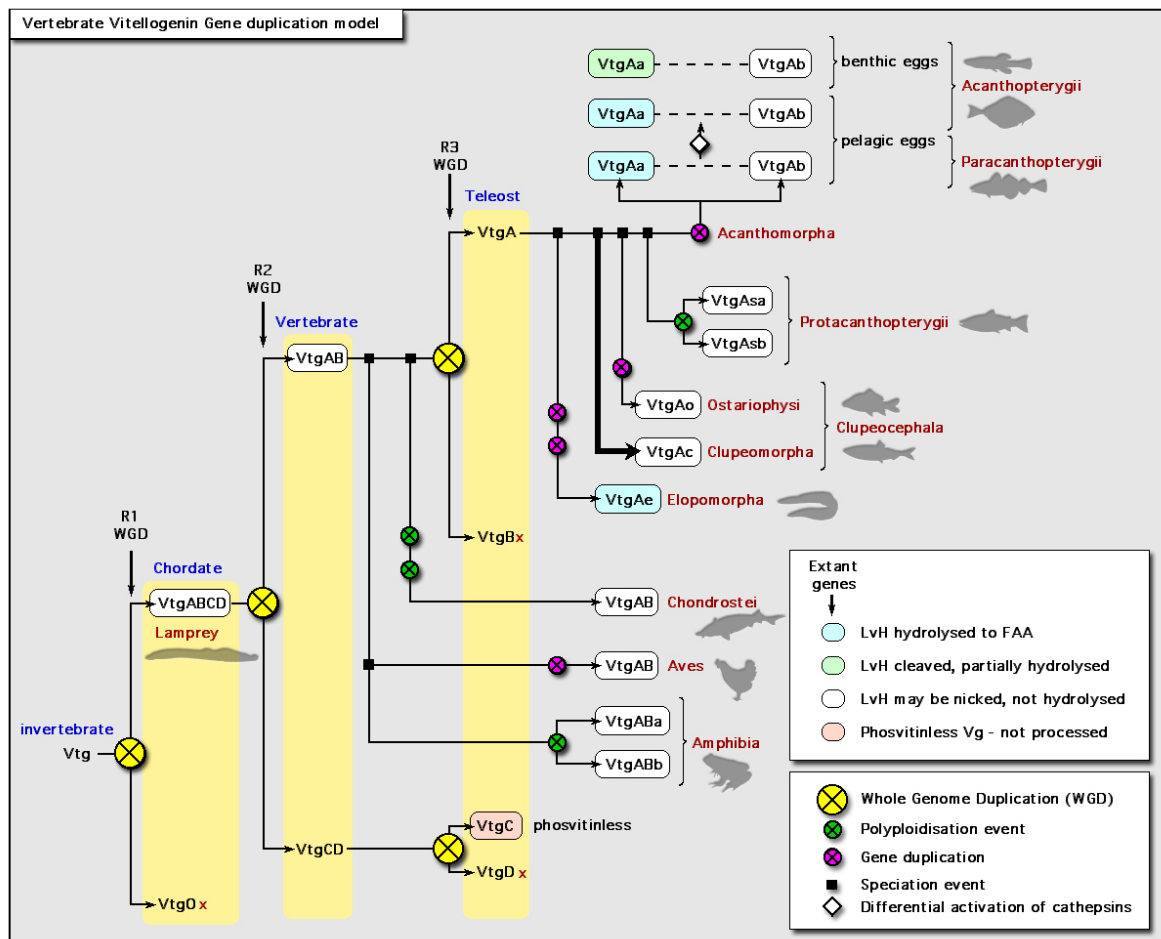 Vertebrate Vitellogenin Gene duplication model
VtgAa
VtgAb
benthic eggs
Acanthopterygii
VtgAa
VtgAb
pelagic eggs
VtgAa
VtgAb
Paracanthopterygii
R3
WGD
Teleost
VtgA
Acanthomorpha
R2
WGD
Vertebrate
VtgAB
VtgAsa
VtgAsb
Protacanthopterygii
VtgAo
Ostariophysi
Clupeocephala
VtgAc
Clupeomorpha
VtgAe
Elopomorpha
R1
WGD
VtgBx
Chordate
VtgABCD
Lamprey
VtgAB
Chondrostei
VtgAB
Aves
invertebrate
Vtg
VtgABa
VtgABb
Amphibia
VtgC
phosvitinless
VtgCD
VtgD x
VtgO x
Extant
genes
LvH hydrolysed to FAA
LvH cleaved, partially hydrolysed
LvH may be nicked, not hydrolysed
Phosvitinless Vg - not processed
Whole Genome Duplication (WGD)
Polyploidisation event
Gene duplication
Speciation event
Differential activation of cathepsins